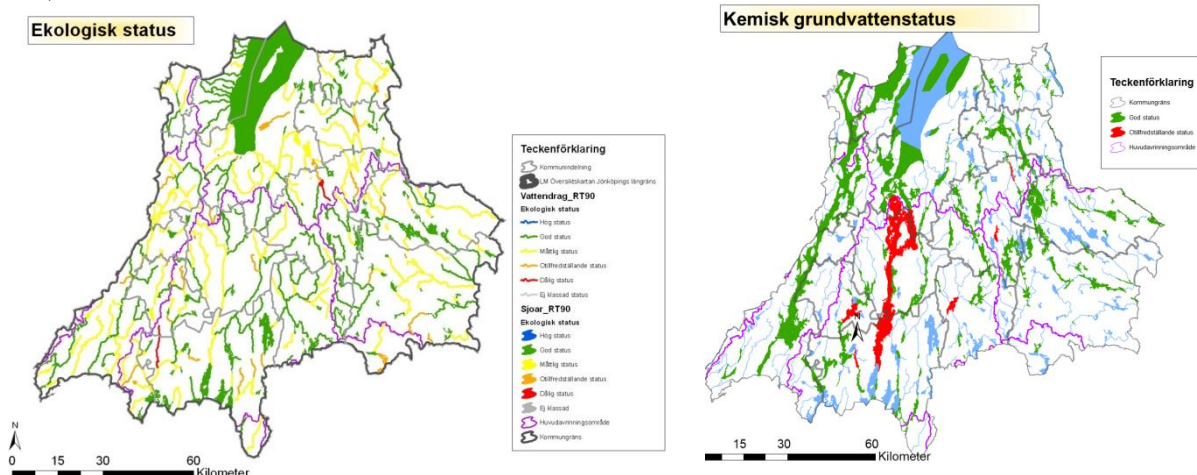 Ekologisk status
Teckenförklaring
Kommunindelning
LM Översiktskartan Jönköpings länsgräns
Vattendrag_RT90
Ekologisk status
Hög status
God status
Måttlig status
Otillfredställande status
Dålig status
Ej klassad status
Sjoar_RT90
Ekologisk status
Hög status
God status
Måttlig status
Otillfredställande status
Dålig status
Ej klassad
Huvudavrinningsområde
Kommungräns
N
0 15 30 60
Kilometer
Kemisk grundvattenstatus
Teckenförklaring
Kommungräns
God status
Otillfredställande status
Huvudavrinningsområde
N
15 30 60
Kilometer